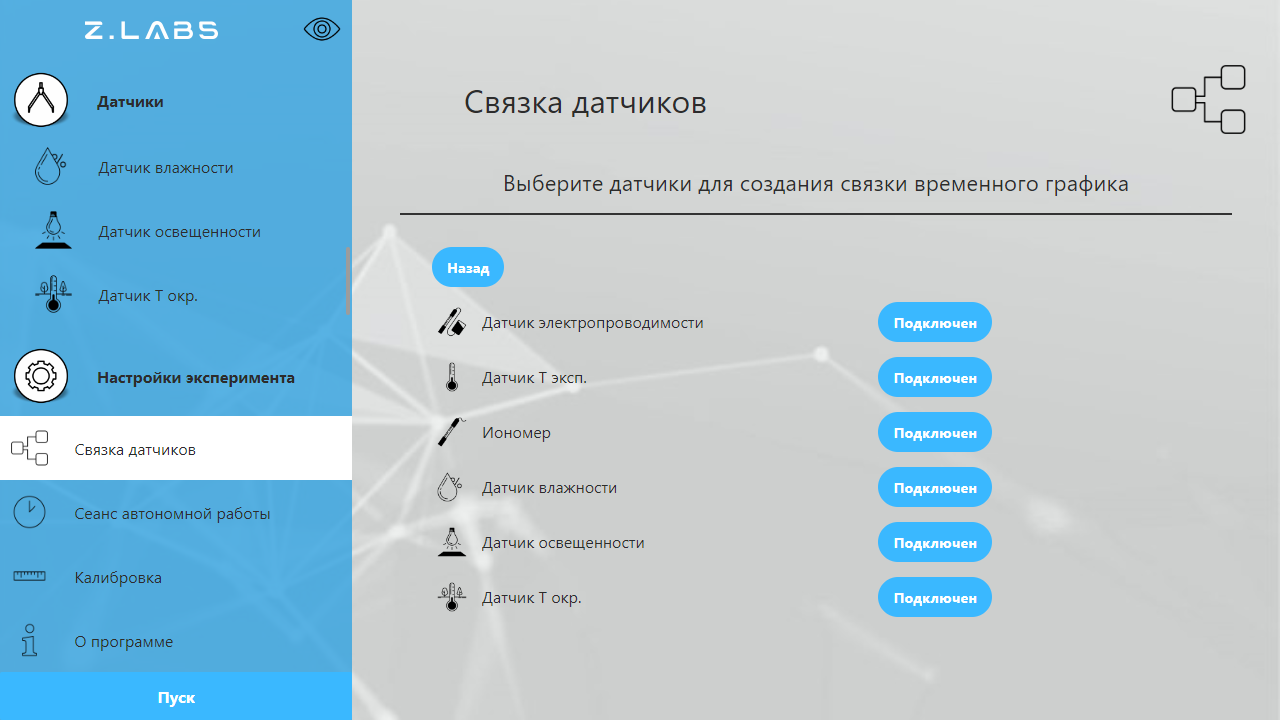 Z.LABS
Датчики
Датчик влажности
Датчик освещенности
Датчик Т окр.
Настройки эксперимента
Связка датчиков
Сеанс автономной работы
Калибровка
О программе
Пуск
Связка датчиков
Выберите датчики для создания связки временного графика
Назад
Датчик электропроводимости Подключен
Датчик Т эксп. Подключен
Иономер Подключен
Датчик влажности Подключен
Датчик освещенности Подключен
Датчик Т окр. Подключен